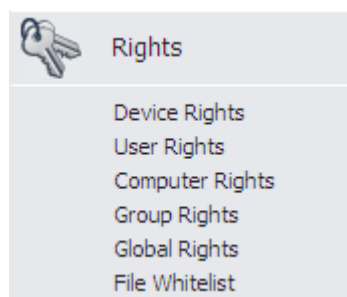 Rights
Device Rights
User Rights
Computer Rights
Group Rights
Global Rights
File Whitelist